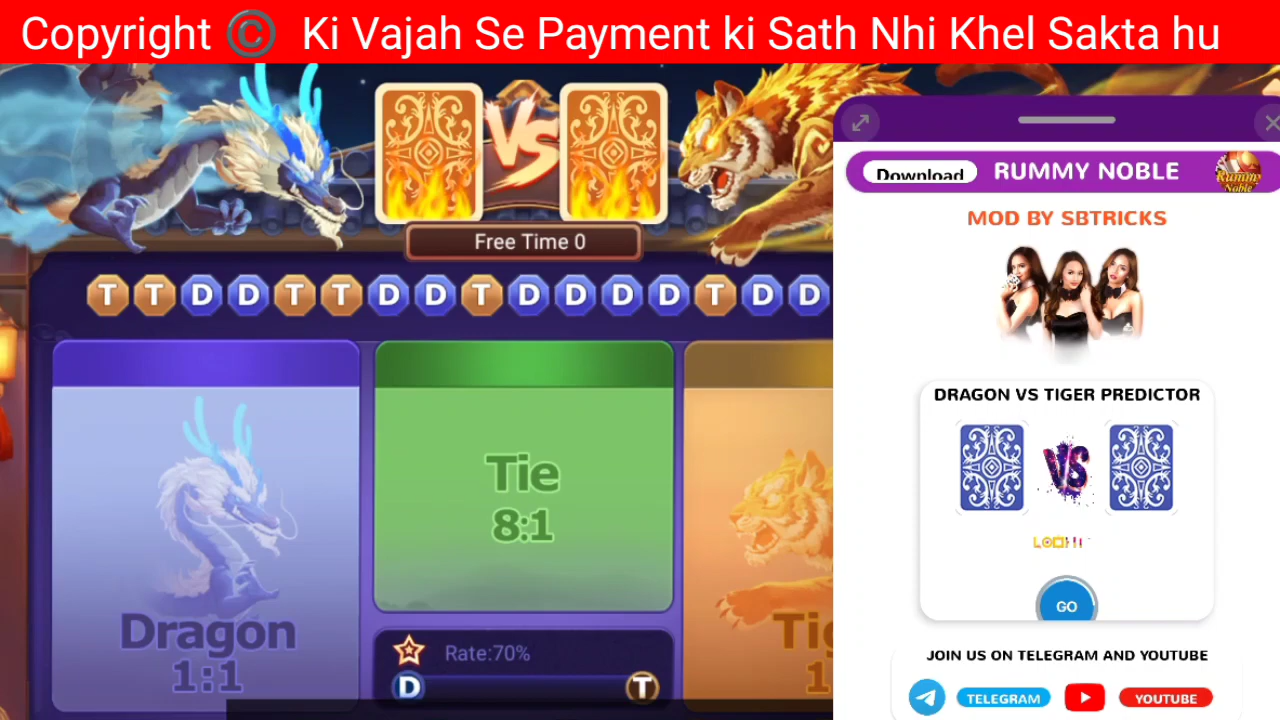 Copyright © Ki Vajah Se Payment ki Sath Nhi Khel Sakta hu
VS
Free Time 0
T T D D T T D D T D D D D T D D
Dragon
1:1
Tie
8:1
Rate:70%
D
T
Download
RUMMY NOBLE
Rummy
Noble
MOD BY SBTRICKS
DRAGON VS TIGER PREDICTOR
VS
GO
JOIN US ON TELEGRAM AND YOUTUBE
TELEGRAM
YOUTUBE